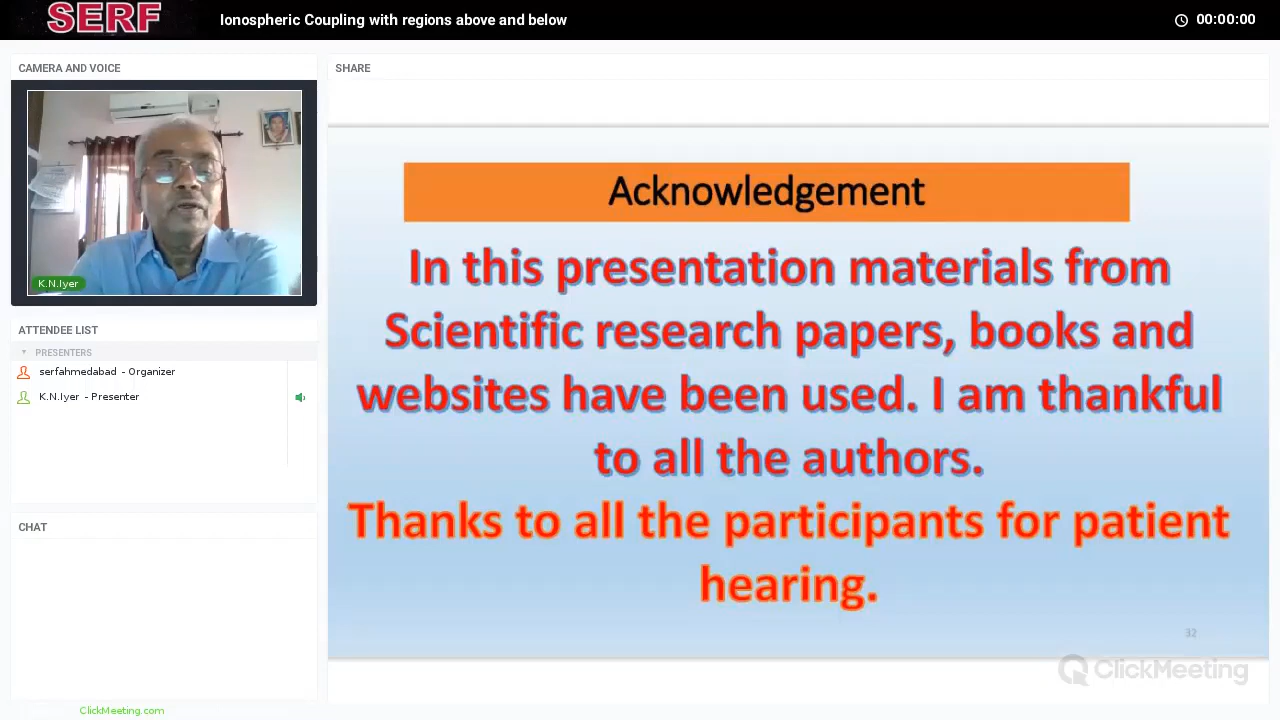 SERF
Ionospheric Coupling with regions above and below
00:00:00
CAMERA AND VOICE
K.N.Iyer
ATTENDEE LIST
PRESENTERS
serfahmedabad - Organizer
K.N.Iyer - Presenter
CHAT
ClickMeeting.com
SHARE
Acknowledgement
In this presentation materials from
Scientific research papers, books and
websites have been used. I am thankful
to all the authors.
Thanks to all the participants for patient
hearing.
32
ClickMeeting